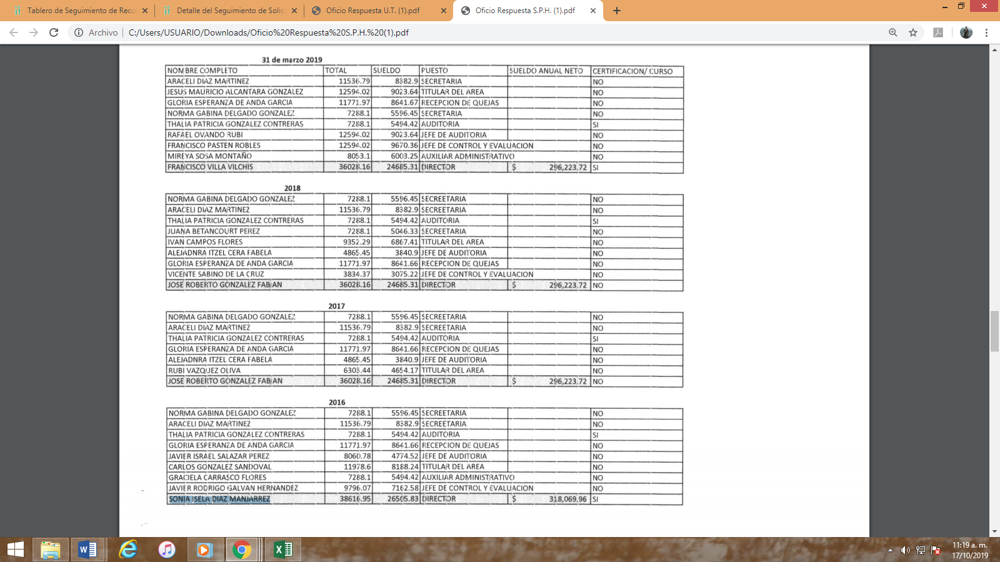 Tablero de Seguimiento de Recu
Detalle del Seguimiento de Solic
Oficio Respuesta U.T. (1).pdf
Oficio Respuesta S.P.H. (1).pdf
Archivo C:/Users/USUARIO/Downloads/Oficio%20Respuesta%20S.P.H.%20(1).pdf
31 de marzo 2019
NOMBRE COMPLETO TOTAL SUELDO PUESTO SUELDO ANUAL NETO CERTIFICACION/ CURSO
ARACELI DIAZ MARTINEZ 11536.79 8382.9 SECRETARIA NO
JESUS MAURICIO ALCANTARA GONZALEZ 12594.02 9023.64 TITULAR DEL AREA NO
GLORIA ESPERANZA DE ANDA GARCIA 11771.97 8641.67 RECEPCION DE QUEJAS NO
NORMA GABINA DELGADO GONZALEZ 7288.1 5596.45 SECRETARIA NO
THALIA PATRICIA GONZALEZ CONTRERAS 7288.1 5494.42 AUDITORIA SI
RAFAEL OVANDO RUBI 12594.02 9023.64 JEFE DE AUDITORIA NO
FRANCISCO PASTEN ROBLES 12594.02 9670.36 JEFE DE CONTROL Y EVALUACION NO
MIREYA SOSA MONTAÑO 8053.1 6003.25 AUXILIAR ADMINISTRATIVO NO
FRANCISCO VILLA VILCHIS 36028.16 24685.31 DIRECTOR $ 296,223.72 SI
2018
NORMA GABINA DELGADO GONZALEZ 7288.1 5596.45 SECREETARIA NO
ARACELI DIAZ MARTINEZ 11536.79 8382.9 SECREETARIA NO
THALIA PATRICIA GONZALEZ CONTRERAS 7288.1 5494.42 AUDITORIA SI
JUANA BETANCOURT PEREZ 7288.1 5046.33 SECREETARIA NO
IVAN CAMPOS FLORES 9352.29 6867.41 TITULAR DEL AREA NO
ALEJADNRA ITZEL CERA FABELA 4865.45 3840.9 JEFE DE AUDITORIA NO
GLORIA ESPERANZA DE ANDA GARCIA 11771.97 8641.66 RECEPCION DE QUEJAS NO
VICENTE SABINO DE LA CRUZ 3834.37 3075.22 JEFE DE CONTROL Y EVALUACION NO
JOSE ROBERTO GONZALEZ FABIAN 36028.16 24685.31 DIRECTOR $ 296,223.72 NO
2017
NORMA GABINA DELGADO GONZALEZ 7288.1 5596.45 SECREETARIA NO
ARACELI DIAZ MARTINEZ 11536.79 8382.9 SECREETARIA NO
THALIA PATRICIA GONZALEZ CONTRERAS 7288.1 5494.42 AUDITORIA SI
GLORIA ESPERANZA DE ANDA GARCIA 11771.97 8641.66 RECEPCION DE QUEJAS NO
ALEJADNRA ITZEL CERA FABELA 4865.45 3840.9 JEFE DE AUDITORIA NO
RUBI VAZQUEZ OLIVA 6303.44 4654.17 TITULAR DEL AREA NO
JOSE ROBERTO GONZALEZ FABIAN 36028.16 24685.31 DIRECTOR $ 296,223.72 NO
2016
NORMA GABINA DELGADO GONZALEZ 7288.1 5596.45 SECREETARIA NO
ARACELI DIAZ MARTINEZ 11536.79 8382.9 SECREETARIA NO
THALIA PATRICIA GONZALEZ CONTRERAS 7288.1 5494.42 AUDITORIA SI
GLORIA ESPERANZA DE ANDA GARCIA 11771.97 8641.66 RECEPCION DE QUEJAS NO
JAVIER ISRAEL SALAZAR PEREZ 8060.78 4774.52 JEFE DE AUDITORIA NO
CARLOS GONZALEZ SANDOVAL 11978.6 8188.24 TITULAR DEL AREA NO
GRACIELA CARRASCO FLORES 7288.1 5494.42 AUXILIAR ADMINISTRATIVO NO
JAVIER RODRIGO GALVAN HERNANDEZ 9796.07 7162.58 JEFE DE CONTROL Y EVALUACION NO
SONIA ISELA DIAZ MANJARREZ 38616.95 26505.83 DIRECTOR $ 318,069.96 SI
11:19 a. m.
17/10/2019